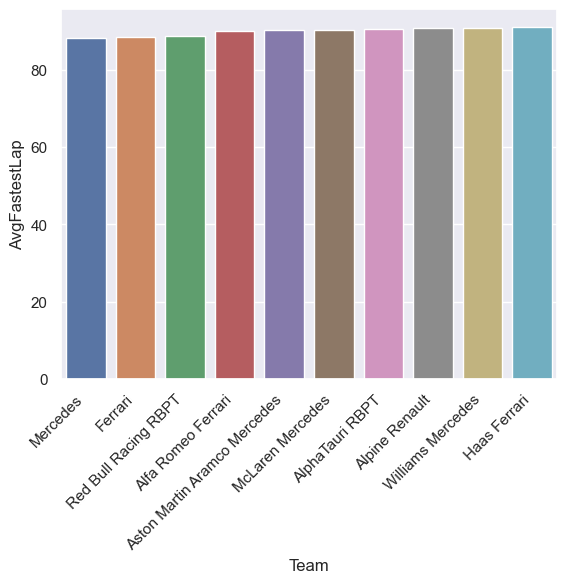 AvgFastestLap
80
60
40
20
0
Mercedes
Ferrari
Red Bull Racing RBPT
Alfa Romeo Ferrari
Aston Martin Aramco Mercedes
McLaren Mercedes
AlphaTauri RBPT
Alpine Renault
Williams Mercedes
Haas Ferrari
Team